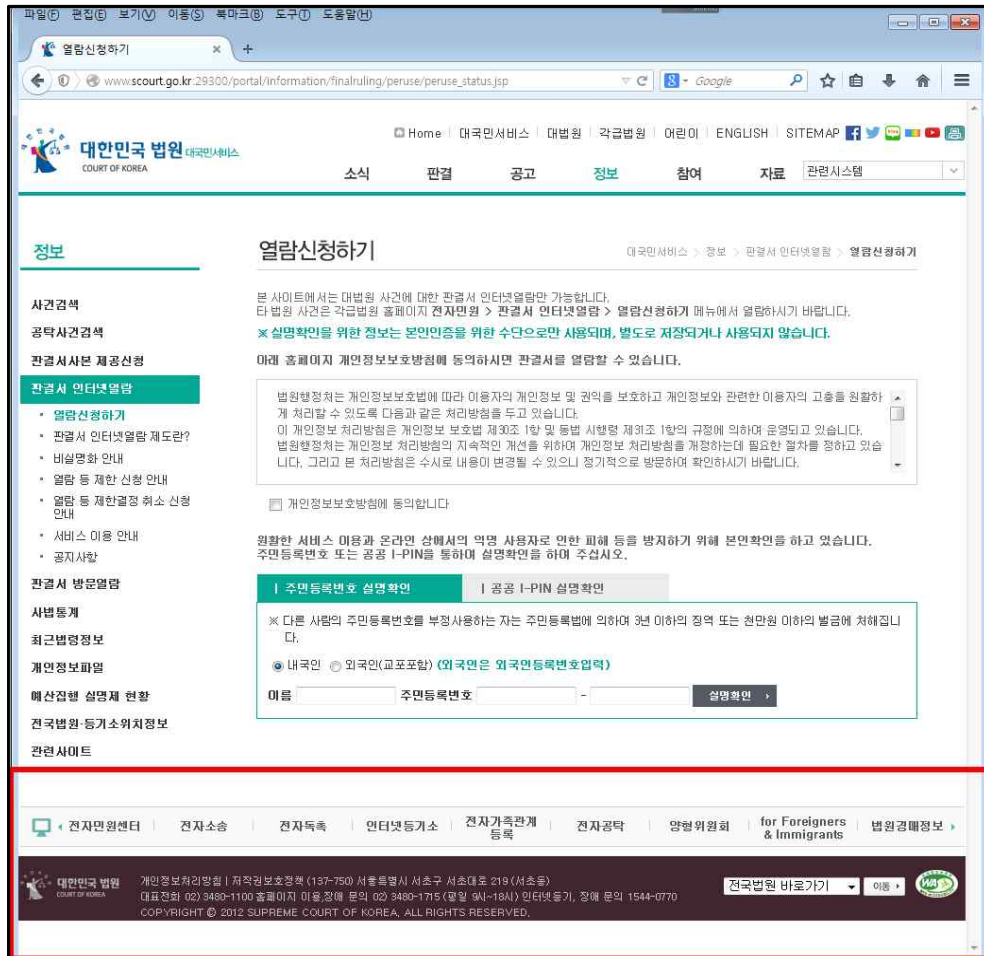 파일(F) 편집(E) 보기(V) 이동(S) 북마크(B) 도구(T) 도움말(H)
열람신청하기
www.scourt.go.kr:29300/portal/information/finalruling/peruse/peruse_status.jsp
Google
Home 대국민서비스 대법원 각급법원 어린이 ENGLISH SITEMAP
대한민국 법원 대국민서비스
COURT OF KOREA
소식 판결 공고 정보 참여 자료 관련시스템
정보
열람신청하기
대국민서비스 > 정보 > 판결서 인터넷열람 > 열람신청하기
사건검색
공탁사건검색
판결서사본 제공신청
판결서 인터넷열람
열람신청하기
판결서 인터넷열람 제도란?
비실명화 안내
열람 등 제한 신청 안내
열람 등 제한결정 취소 신청
안내
서비스 이용 안내
공지사항
판결서 방문열람
사법통계
최근법령정보
개인정보파일
예산집행 실명제 현황
전국법원·등기소위치정보
관련사이트
본 사이트에서는 대법원 사건에 대한 판결서 인터넷열람만 가능합니다.
타 법원 사건은 각급법원 홈페이지 전자민원 > 판결서 인터넷열람 > 열람신청하기 메뉴에서 열람하시기 바랍니다.
※ 실명확인을 위한 정보는 본인인증을 위한 수단으로만 사용되며, 별도로 저장되거나 사용되지 않습니다.
아래 홈페이지 개인정보보호방침에 동의하시면 판결서를 열람할 수 있습니다.
법원행정처는 개인정보보호법에 따라 이용자의 개인정보 및 권익을 보호하고 개인정보와 관련한 이용자의 고충을 원활하
게 처리할 수 있도록 다음과 같은 처리방침을 두고 있습니다.
이 개인정보 처리방침은 개인정보 보호법 제30조 1항 및 동법 시행령 제31조 1항의 규정에 의하여 운영되고 있습니다.
법원행정처는 개인정보 처리방침의 지속적인 개선을 위하여 개인정보 처리방침을 개정하는데 필요한 절차를 정하고 있습
니다. 그리고 본 처리방침은 수시로 내용이 변경될 수 있으니 정기적으로 방문하여 확인하시기 바랍니다.
개인정보보호방침에 동의합니다
원활한 서비스 이용과 온라인 상에서의 익명 사용자로 인한 피해 등을 방지하기 위해 본인확인을 하고 있습니다.
주민등록번호 또는 공공 I-PIN을 통하여 실명확인을 하여 주십시오.
| 주민등록번호 실명확인 | 공공 I-PIN 실명확인
※ 다른 사람의 주민등록번호를 부정사용하는 자는 주민등록법에 의하여 3년 이하의 징역 또는 천만원 이하의 벌금에 처해집니
다.
내국인 외국인(교포포함) (외국인은 외국인등록번호입력)
이름 주민등록번호 - 실명확인
전자민원센터 전자소송 전자독촉 인터넷등기소 전자가족관계 등록 전자공탁 양형위원회 for Foreigners & Immigrants 법원경매정보
대한민국 법원
COURT OF KOREA
개인정보처리방침 | 저작권보호정책 (137-750) 서울특별시 서초구 서초대로 219 (서초동)
대표전화 02) 3480-1100 홈페이지 이용,장애 문의 02) 3480-1715 (평일 9시~18시) 인터넷등기, 장애 문의 1544-0770
COPYRIGHT © 2012 SUPREME COURT OF KOREA, ALL RIGHTS RESERVED,
전국법원 바로가기 이동
WA